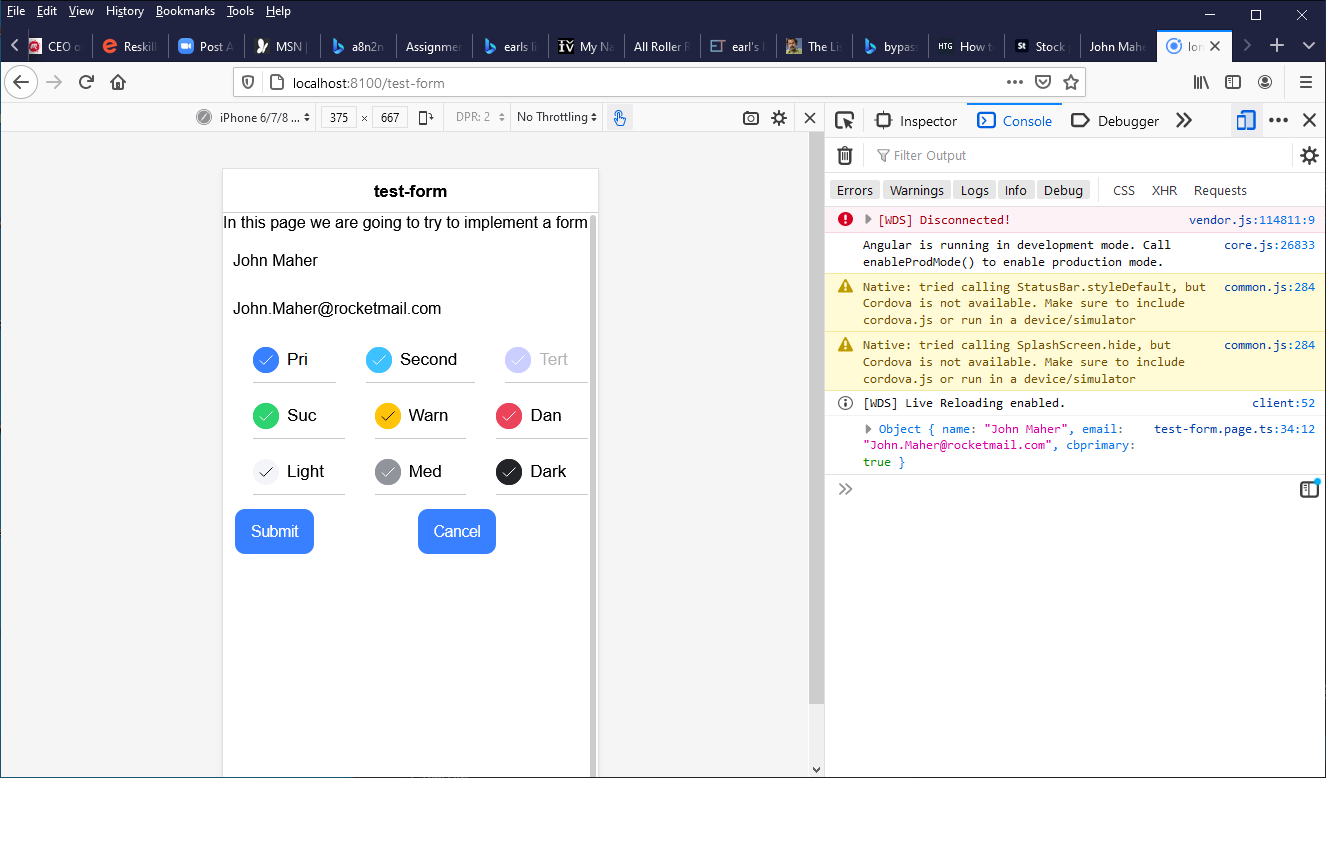 File Edit View History Bookmarks Tools Help
CEO o Reskill Post A MSN a8n2n Assignmen earls li My Na All Roller R earl's The Lis bypas How to Stock John Mahe Ion
localhost:8100/test-form
iPhone 6/7/8 ... 375 × 667 DPR: 2 No Throttling
Inspector Console Debugger
Filter Output
Errors Warnings Logs Info Debug CSS XHR Requests
test-form
In this page we are going to try to implement a form
John Maher
John.Maher@rocketmail.com
Pri Second Tert
Suc Warn Dan
Light Med Dark
Submit Cancel
[WDS] Disconnected! vendor.js:114811:9
Angular is running in development mode. Call core.js:26833
enableProdMode() to enable production mode.
Native: tried calling StatusBar.styleDefault, but common.js:284
Cordova is not available. Make sure to include
cordova.js or run in a device/simulator
Native: tried calling SplashScreen.hide, but common.js:284
Cordova is not available. Make sure to include
cordova.js or run in a device/simulator
[WDS] Live Reloading enabled. client:52
Object { name: "John Maher", email: test-form.page.ts:34:12
"John.Maher@rocketmail.com", cbprimary:
true }